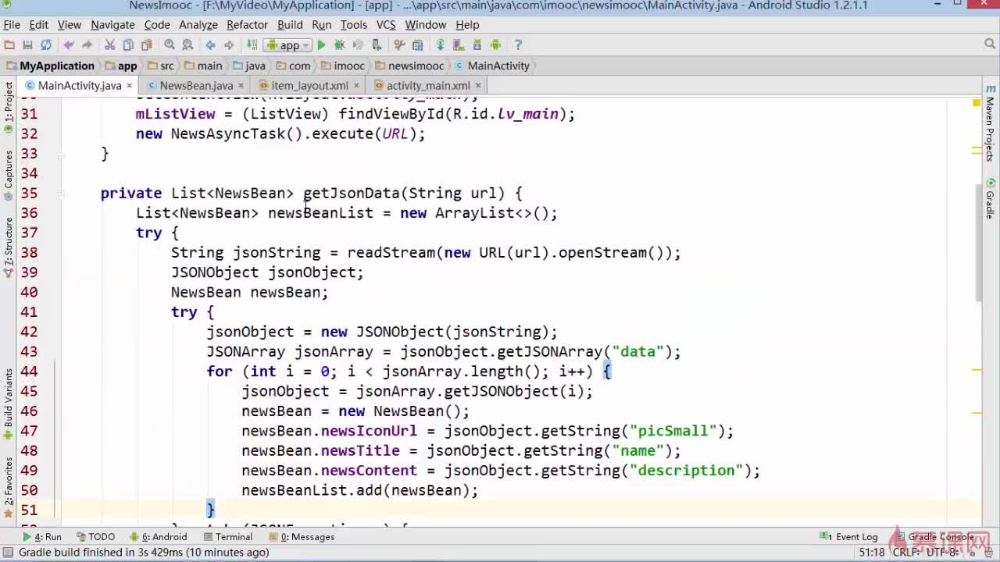 NewsImooc - [F:\MyVideo\MyApplication] - [app] - ...\app\src\main\java\com\imooc\newsimooc\MainActivity.java - Android Studio 1.2.1.1
File Edit View Navigate Code Analyze Refactor Build Run Tools VCS Window Help
app
MyApplication app src main java com imooc newsimooc MainActivity
MainActivity.java NewsBean.java item_layout.xml activity_main.xml
31 mListView = (ListView) findViewById(R.id.lv_main);
32 new NewsAsyncTask().execute(URL);
33 }
34
35 private List<NewsBean> getJsonData(String url) {
36 List<NewsBean> newsBeanList = new ArrayList<>();
37 try {
38 String jsonString = readStream(new URL(url).openStream());
39 JSONObject jsonObject;
40 NewsBean newsBean;
41 try {
42 jsonObject = new JSONObject(jsonString);
43 JSONArray jsonArray = jsonObject.getJSONArray("data");
44 for (int i = 0; i < jsonArray.length(); i++) {
45 jsonObject = jsonArray.getJSONObject(i);
46 newsBean = new NewsBean();
47 newsBean.newsIconUrl = jsonObject.getString("picSmall");
48 newsBean.newsTitle = jsonObject.getString("name");
49 newsBean.newsContent = jsonObject.getString("description");
50 newsBeanList.add(newsBean);
51 }
1: Project
Captures
Z: Structure
Build Variants
2: Favorites
Maven Projects
Gradle
4: Run TODO 6: Android Terminal 0: Messages Event Log Gradle Console
Gradle build finished in 3s 429ms (10 minutes ago) 51:18 CRLF: UTF-8:
慕课网